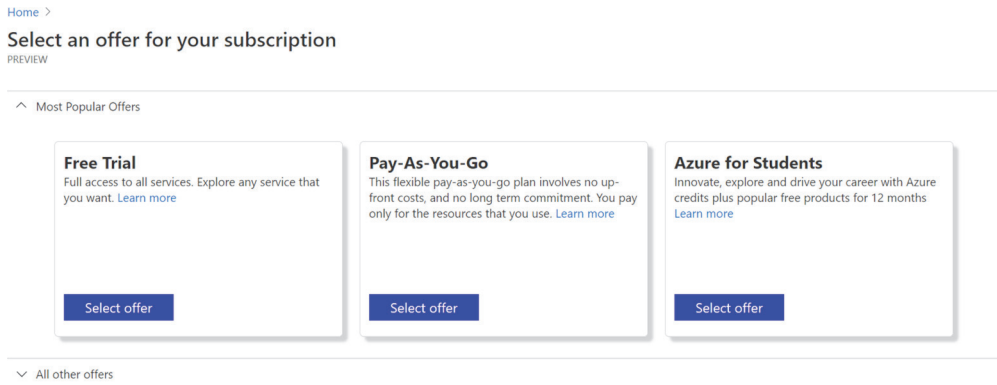 Home >
Select an offer for your subscription
PREVIEW
Most Popular Offers
Free Trial
Full access to all services. Explore any service that
you want. Learn more
Select offer
Pay-As-You-Go
This flexible pay-as-you-go plan involves no up-
front costs, and no long term commitment. You pay
only for the resources that you use. Learn more
Select offer
Azure for Students
Innovate, explore and drive your career with Azure
credits plus popular free products for 12 months
Learn more
Select offer
All other offers